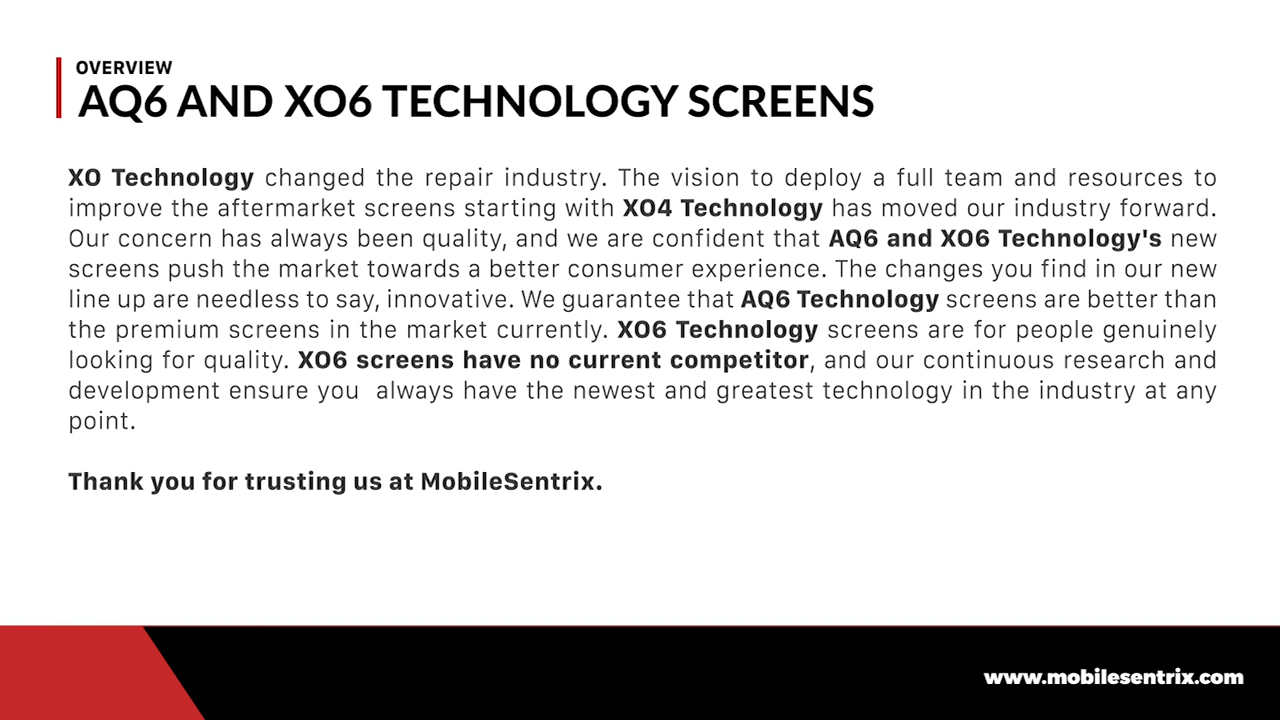 OVERVIEW
AQ6 AND XO6 TECHNOLOGY SCREENS
XO Technology changed the repair industry. The vision to deploy a full team and resources to
improve the aftermarket screens starting with XO4 Technology has moved our industry forward.
Our concern has always been quality, and we are confident that AQ6 and XO6 Technology's new
screens push the market towards a better consumer experience. The changes you find in our new
line up are needless to say, innovative. We guarantee that AQ6 Technology screens are better than
the premium screens in the market currently. XO6 Technology screens are for people genuinely
looking for quality. XO6 screens have no current competitor, and our continuous research and
development ensure you  always have the newest and greatest technology in the industry at any
point.
Thank you for trusting us at MobileSentrix.
www.mobilesentrix.com